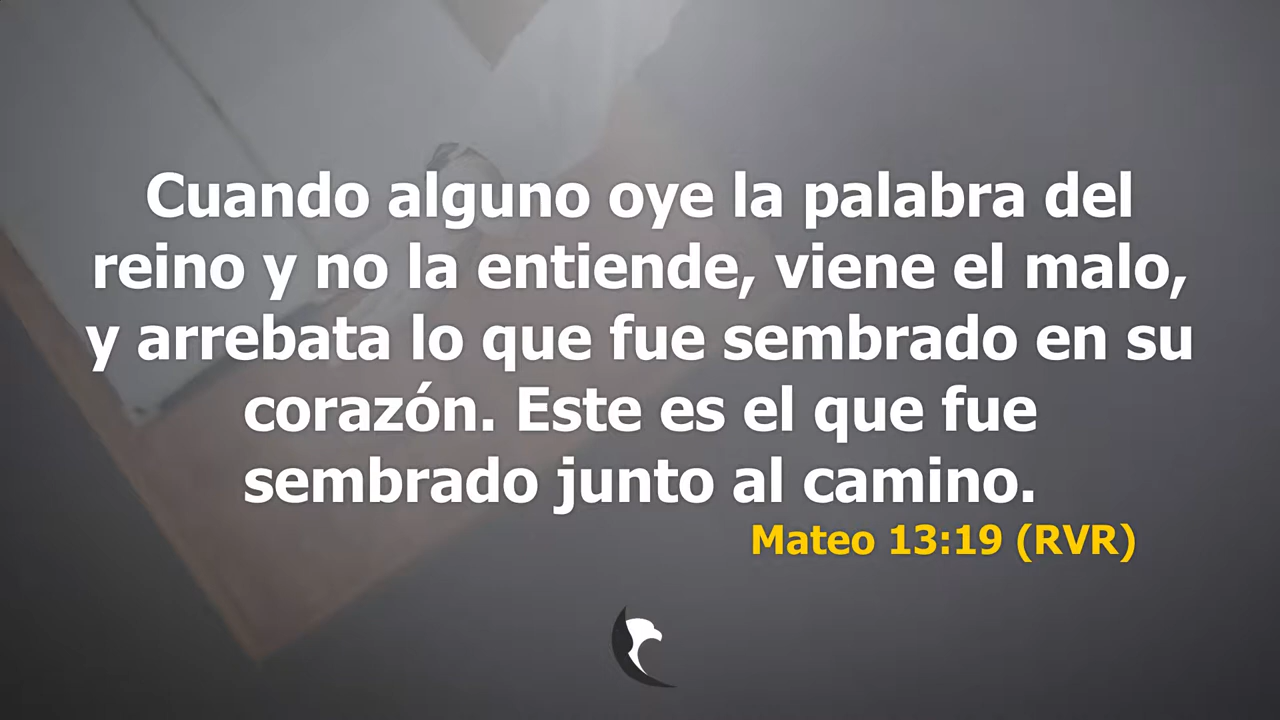 Cuando alguno oye la palabra del
reino y no la entiende, viene el malo,
y arrebata lo que fue sembrado en su
corazón. Este es el que fue
sembrado junto al camino.
Mateo 13:19 (RVR)